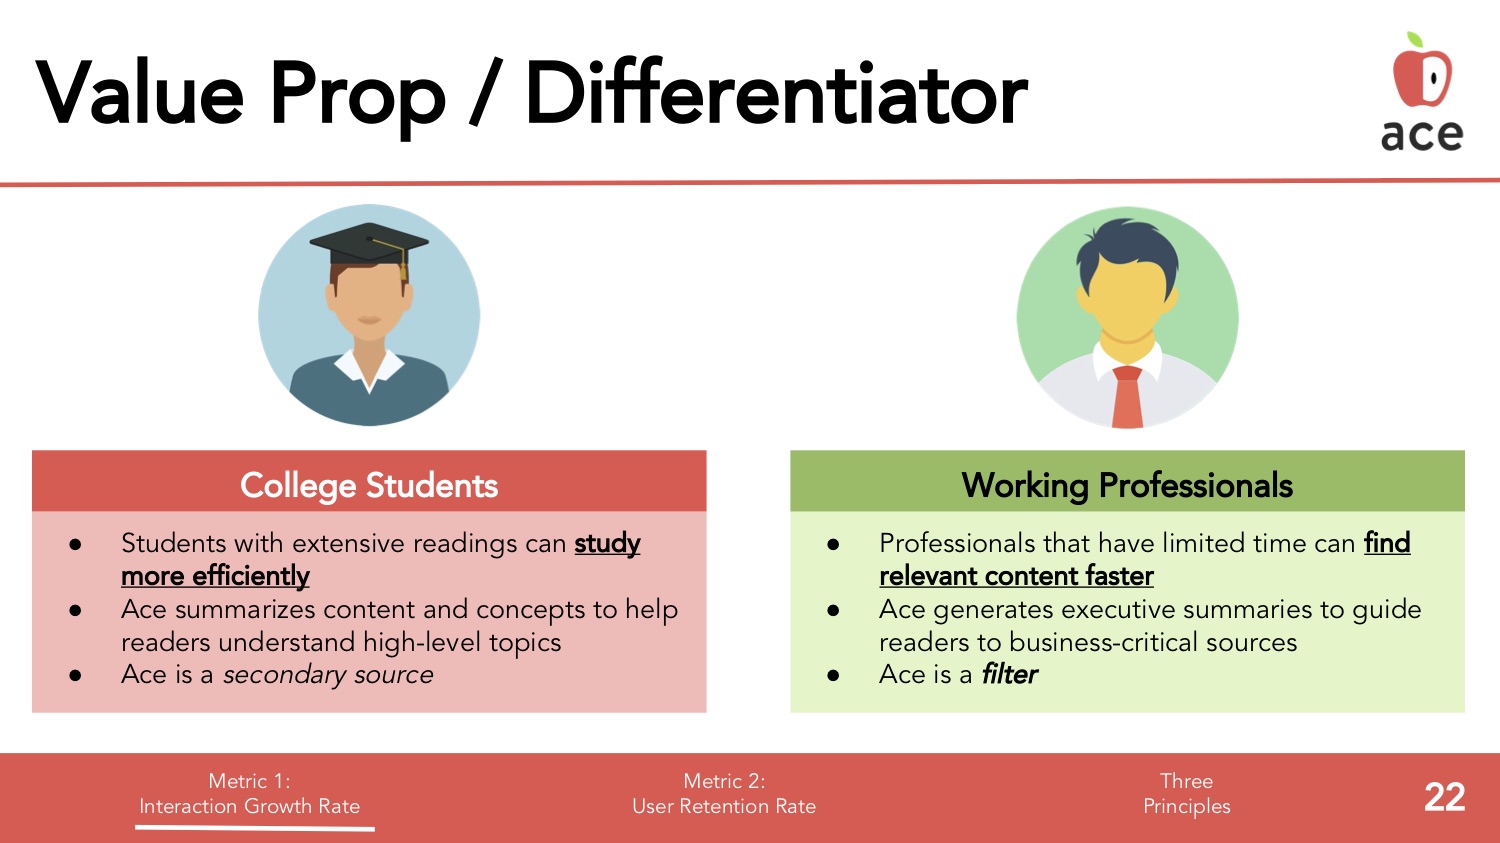 Value Prop / Differentiator
ace
College Students
● Students with extensive readings can study
more efficiently
● Ace summarizes content and concepts to help
readers understand high-level topics
● Ace is a secondary source
Working Professionals
● Professionals that have limited time can find
relevant content faster
● Ace generates executive summaries to guide
readers to business-critical sources
● Ace is a filter
Metric 1:
Interaction Growth Rate
Metric 2:
User Retention Rate
Three
Principles
22